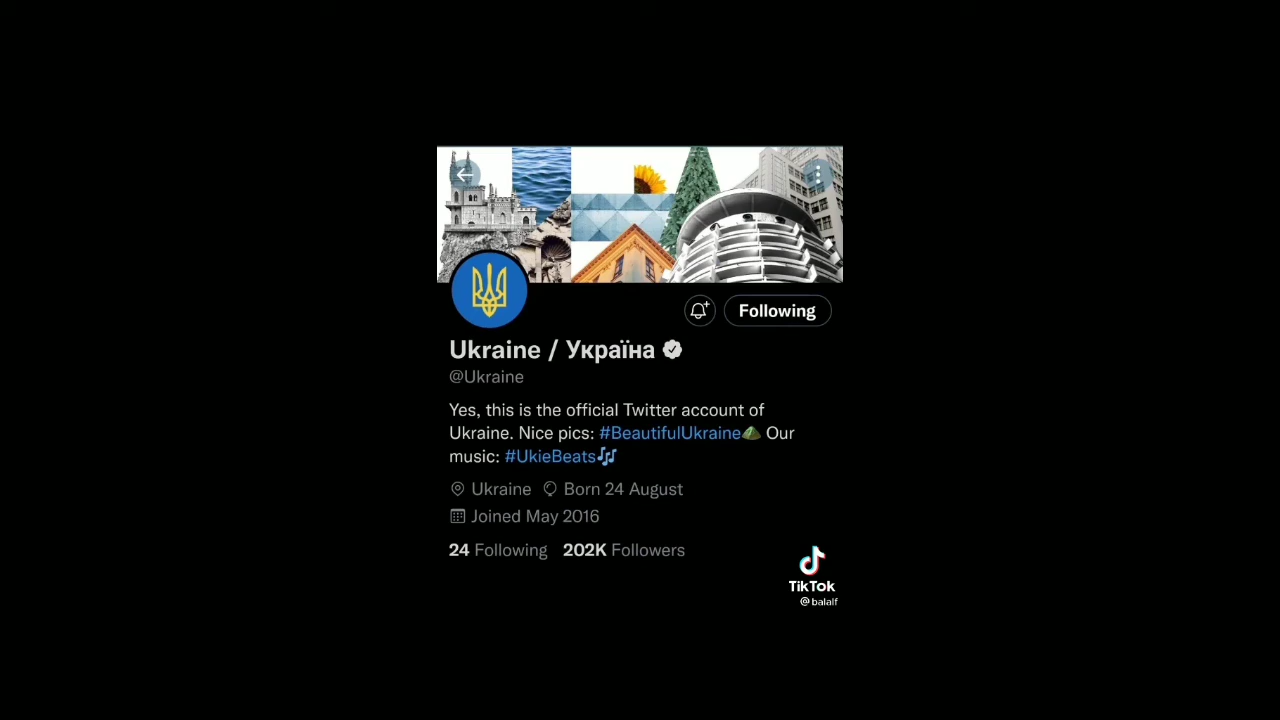 Following
Ukraine / Україна
@Ukraine
Yes, this is the official Twitter account of
Ukraine. Nice pics: #BeautifulUkraine⛰️ Our
music: #UkieBeats🎶
Ukraine Born 24 August
Joined May 2016
24 Following 202K Followers
TikTok
@balalf